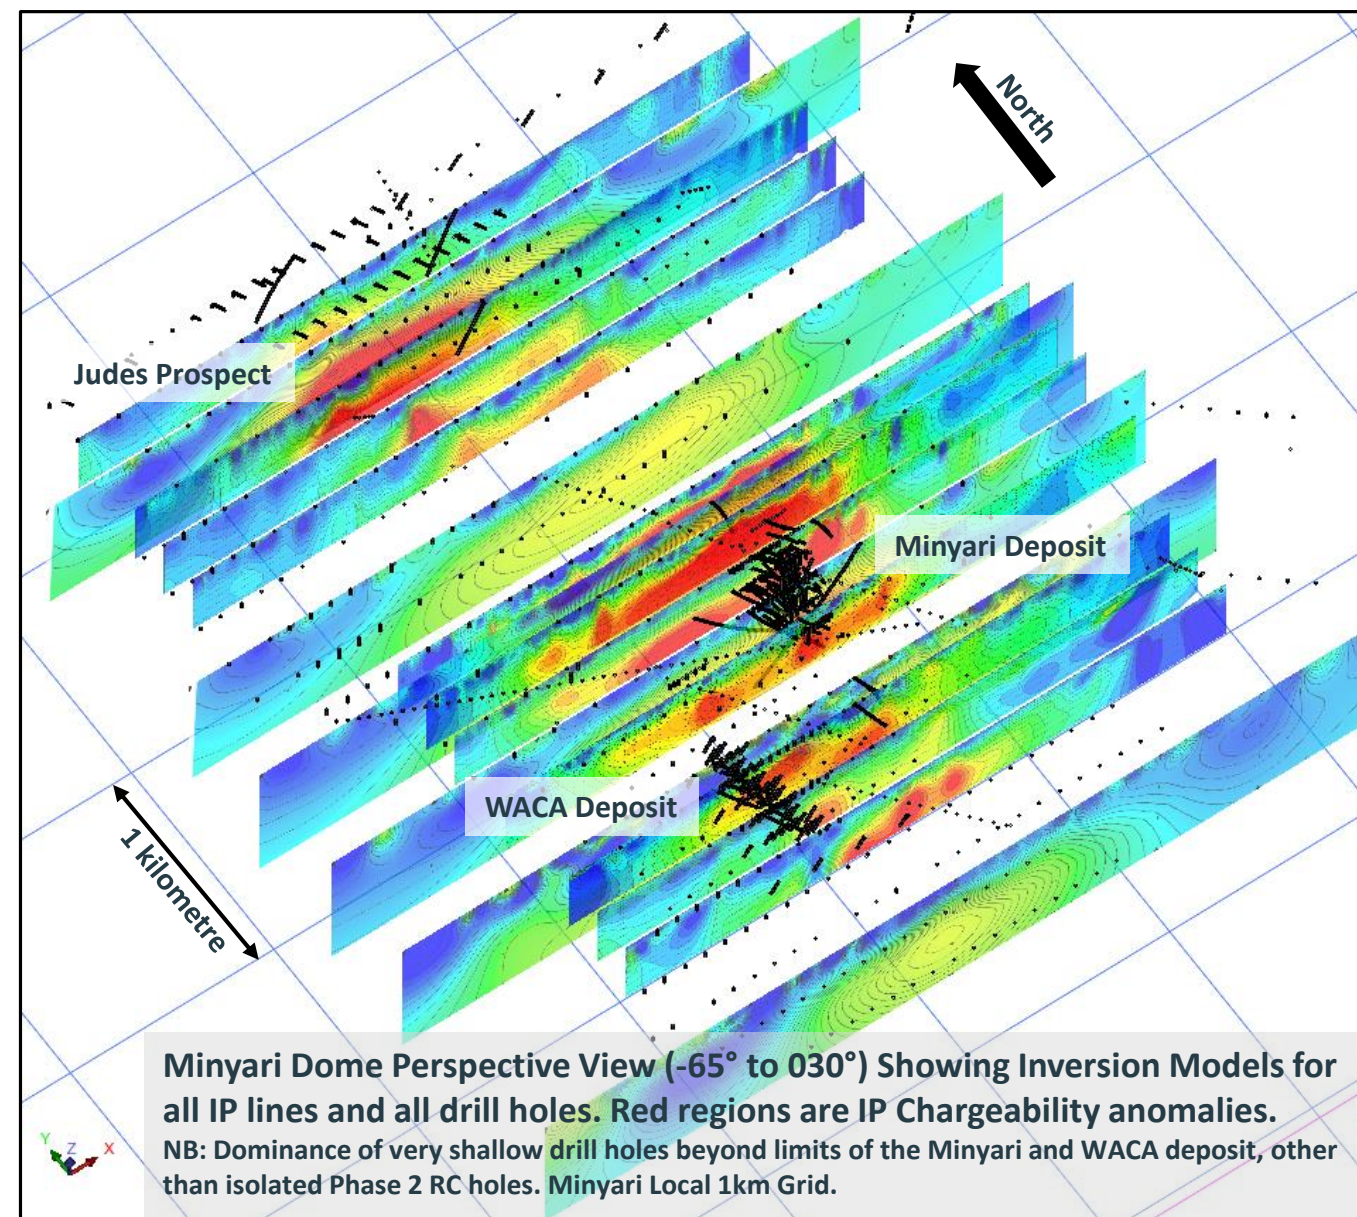 North
Judes Prospect
Minyari Deposit
WACA Deposit
1 kilometre
Minyari Dome Perspective View (-65° to 030°) Showing Inversion Models for
all IP lines and all drill holes. Red regions are IP Chargeability anomalies.
NB: Dominance of very shallow drill holes beyond limits of the Minyari and WACA deposit, other
than isolated Phase 2 RC holes. Minyari Local 1km Grid.
Y Z X